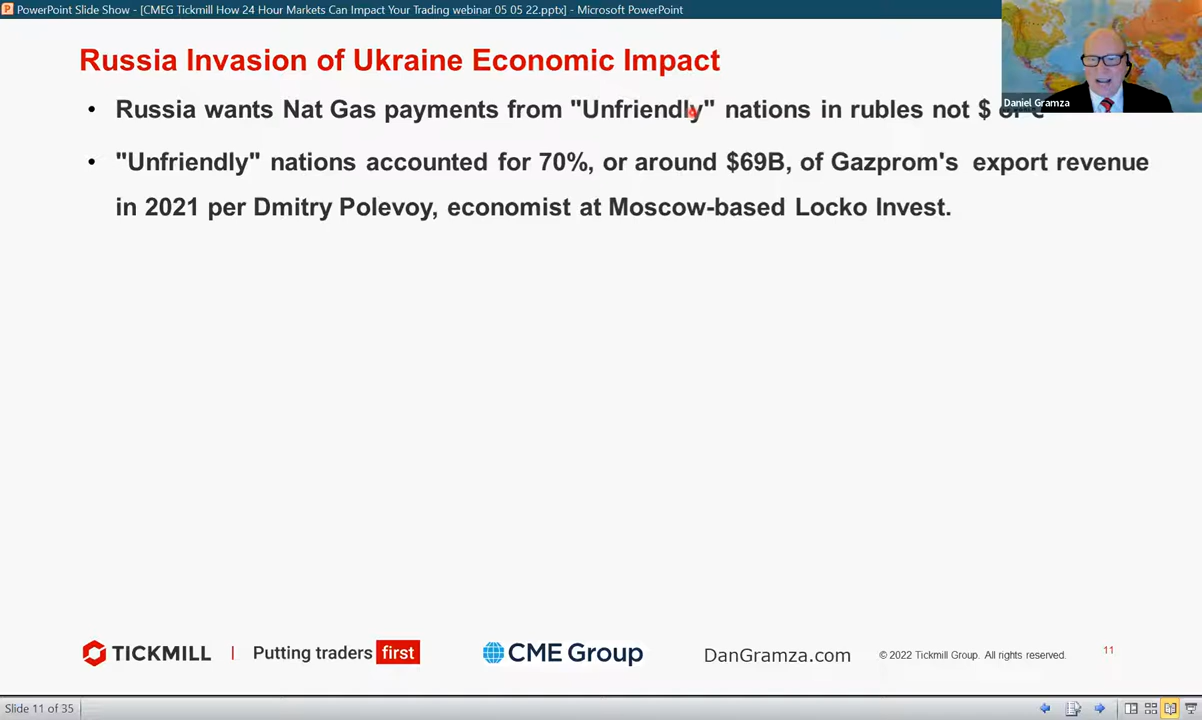 PowerPoint Slide Show - [CMEG Tickmill How 24 Hour Markets Can Impact Your Trading webinar 05 05 22.pptx] - Microsoft PowerPoint
Russia Invasion of Ukraine Economic Impact
Daniel Gramza
• Russia wants Nat Gas payments from "Unfriendly" nations in rubles not $ or €
• "Unfriendly" nations accounted for 70%, or around $69B, of Gazprom's export revenue
in 2021 per Dmitry Polevoy, economist at Moscow-based Locko Invest.
TICKMILL | Putting traders first CME Group DanGramza.com © 2022 Tickmill Group. All rights reserved. 11
Slide 11 of 35